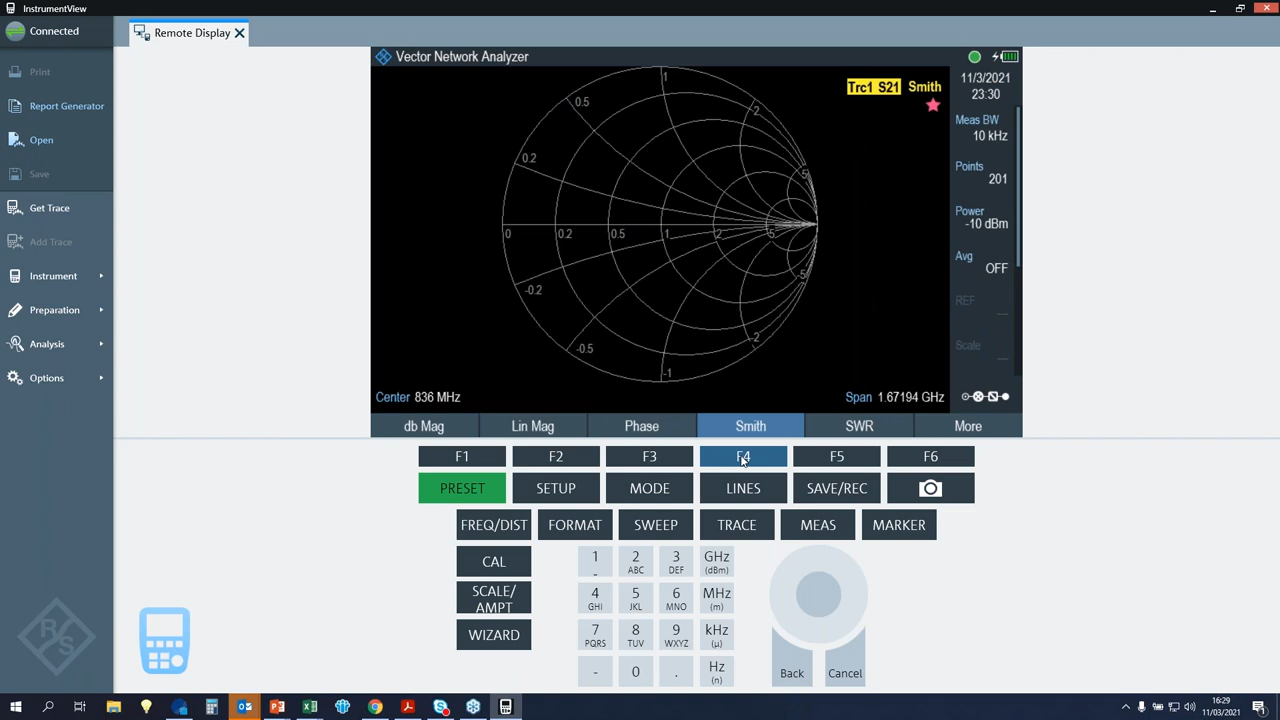 InstrumentView
Connected
Remote Display
Print
Report Generator
Open
Save
Get Trace
Add Trace
Instrument
Preparation
Analysis
Options
R S
Vector Network Analyzer
Trc1 S21 Smith
1
0.5
2
0.2
5
0 0.2 0.5 1 2 5
-0.2
-5
-0.5
-2
-1
Center 836 MHz
Span 1.67194 GHz
11/3/2021
23:30
Meas BW
10 kHz
Points
201
Power
-10 dBm
Avg
OFF
REF
---
Scale
---
db Mag Lin Mag Phase Smith SWR More
F1 F2 F3 F4 F5 F6
PRESET SETUP MODE LINES SAVE/REC
FREQ/DIST FORMAT SWEEP TRACE MEAS MARKER
CAL
SCALE/
AMPT
WIZARD
1
-
2
ABC
3
DEF
GHz
(dBm)
4
GHI
5
JKL
6
MNO
MHz
(m)
7
PQRS
8
TUV
9
WXYZ
kHz
(µ)
- 0 .
Hz
(n)
Back Cancel
16:29
11/03/2021
1